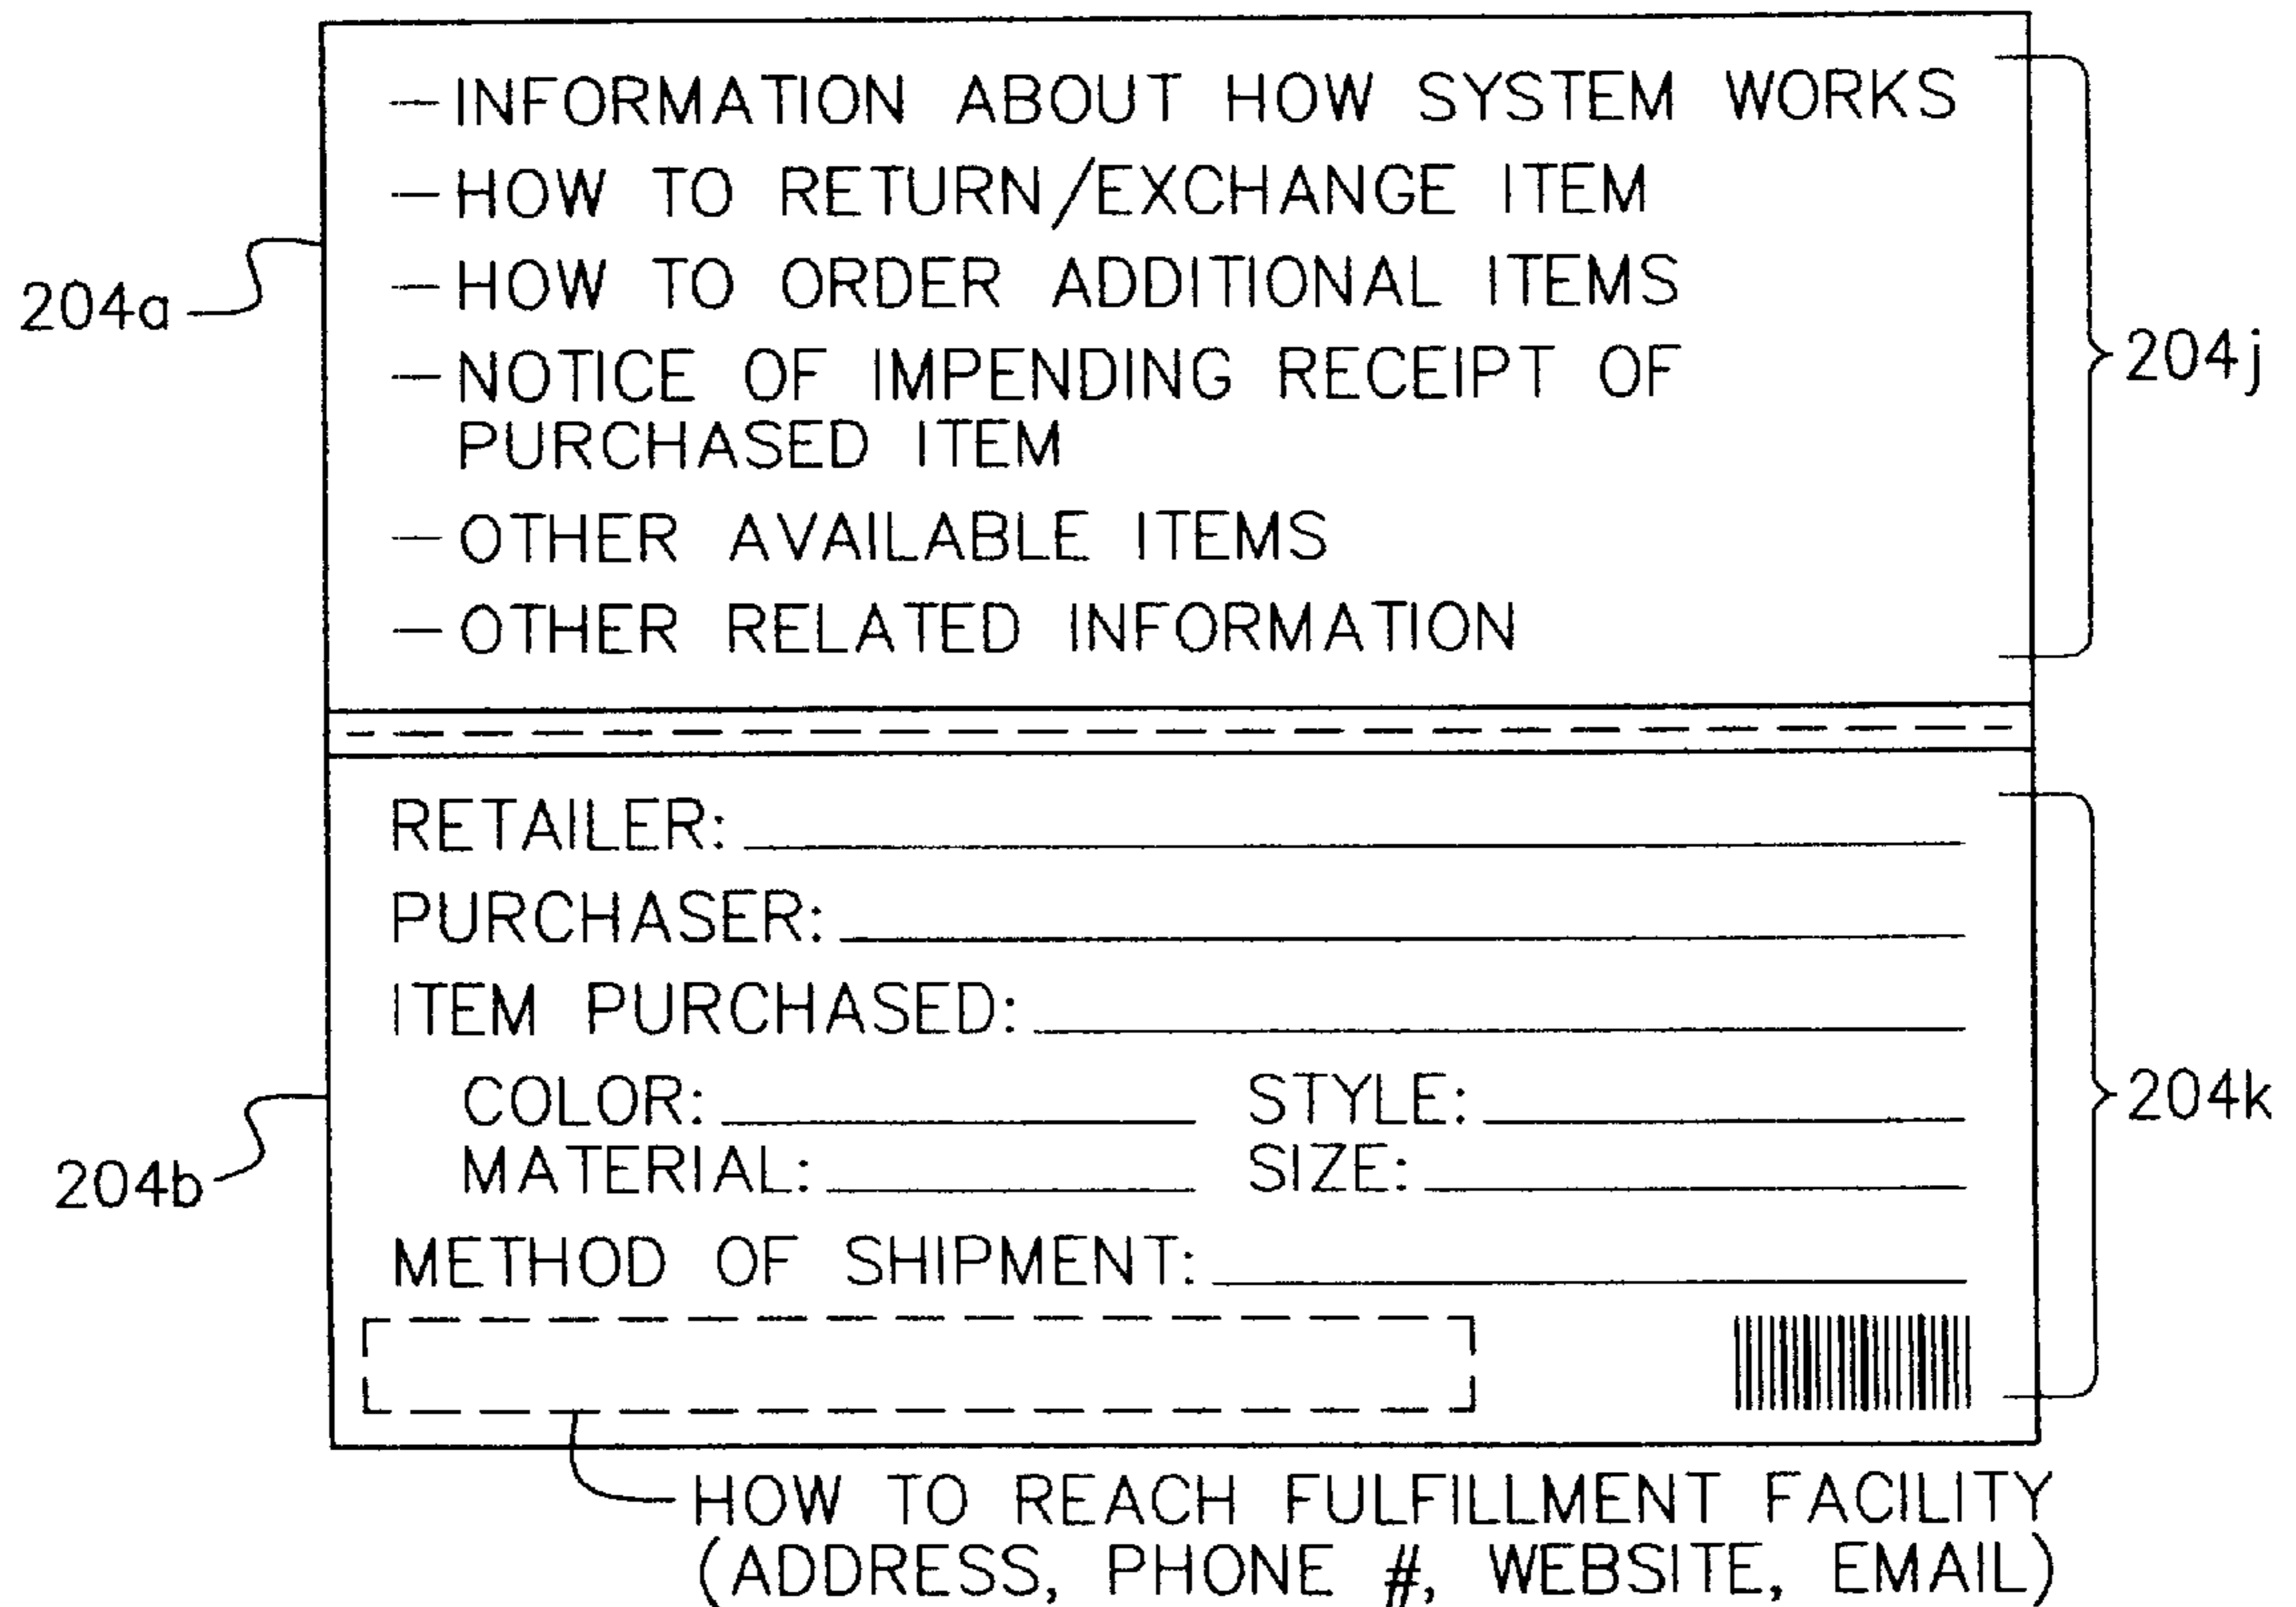 —INFORMATION ABOUT HOW SYSTEM WORKS
—HOW TO RETURN/EXCHANGE ITEM
204a
—HOW TO ORDER ADDITIONAL ITEMS
—NOTICE OF IMPENDING RECEIPT OF
204j
PURCHASED ITEM
—OTHER AVAILABLE ITEMS
—OTHER RELATED INFORMATION
RETAILER:
PURCHASER:
ITEM PURCHASED:
COLOR: STYLE:
204k
MATERIAL: SIZE:
204b
METHOD OF SHIPMENT:
HOW TO REACH FULFILLMENT FACILITY
(ADDRESS, PHONE #, WEBSITE, EMAIL)